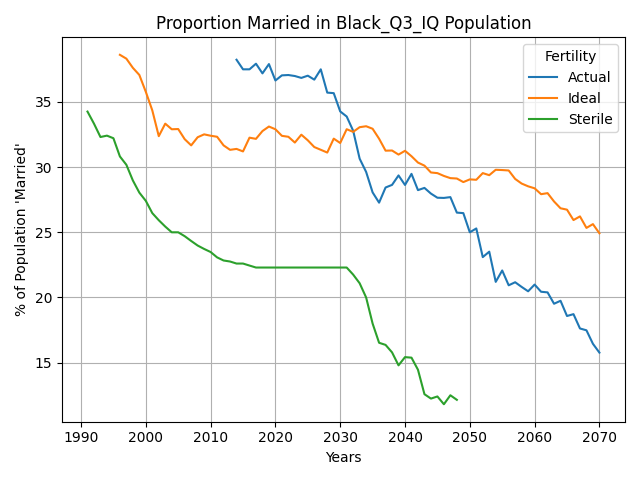 Proportion Married in Black_Q3_IQ Population
% of Population 'Married'
35
30
25
20
15
Fertility
Actual
Ideal
Sterile
1990 2000 2010 2020 2030 2040 2050 2060 2070
Years